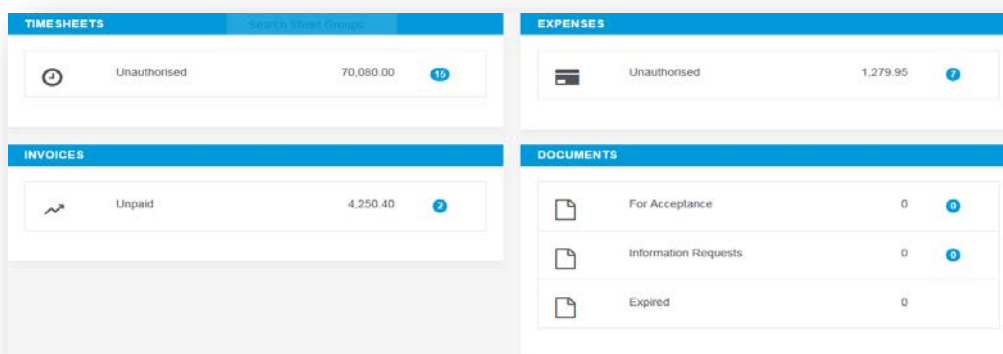 TIMESHEETS
Search Sheet Groups
Unauthorised 70,080.00 15
EXPENSES
Unauthorised 1,279.95 7
INVOICES
Unpaid 4,250.40 2
DOCUMENTS
For Acceptance 0 0
Information Requests 0 0
Expired 0